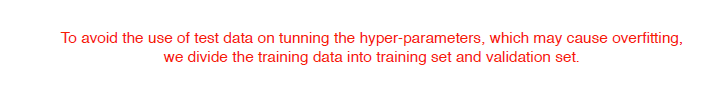 To avoid the use of test data on tunning the hyper-parameters, which may cause overfitting,
we divide the training data into training set and validation set.